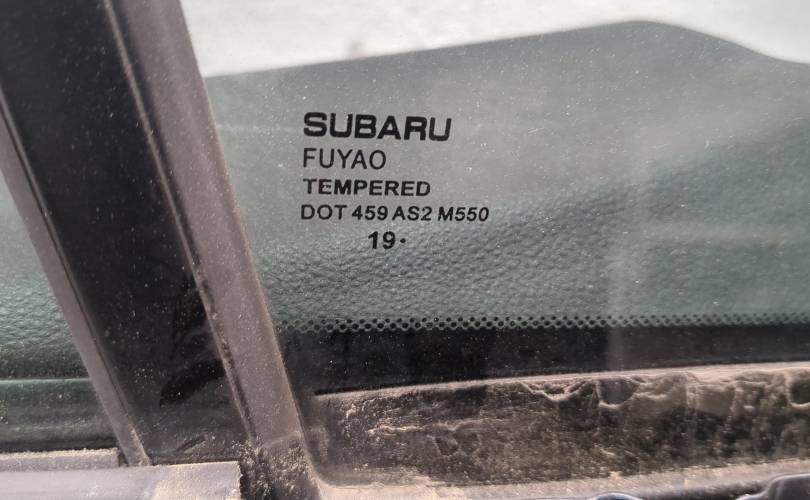 SUBARU
FUYAO
TEMPERED
DOT 459 AS2 M550
19·